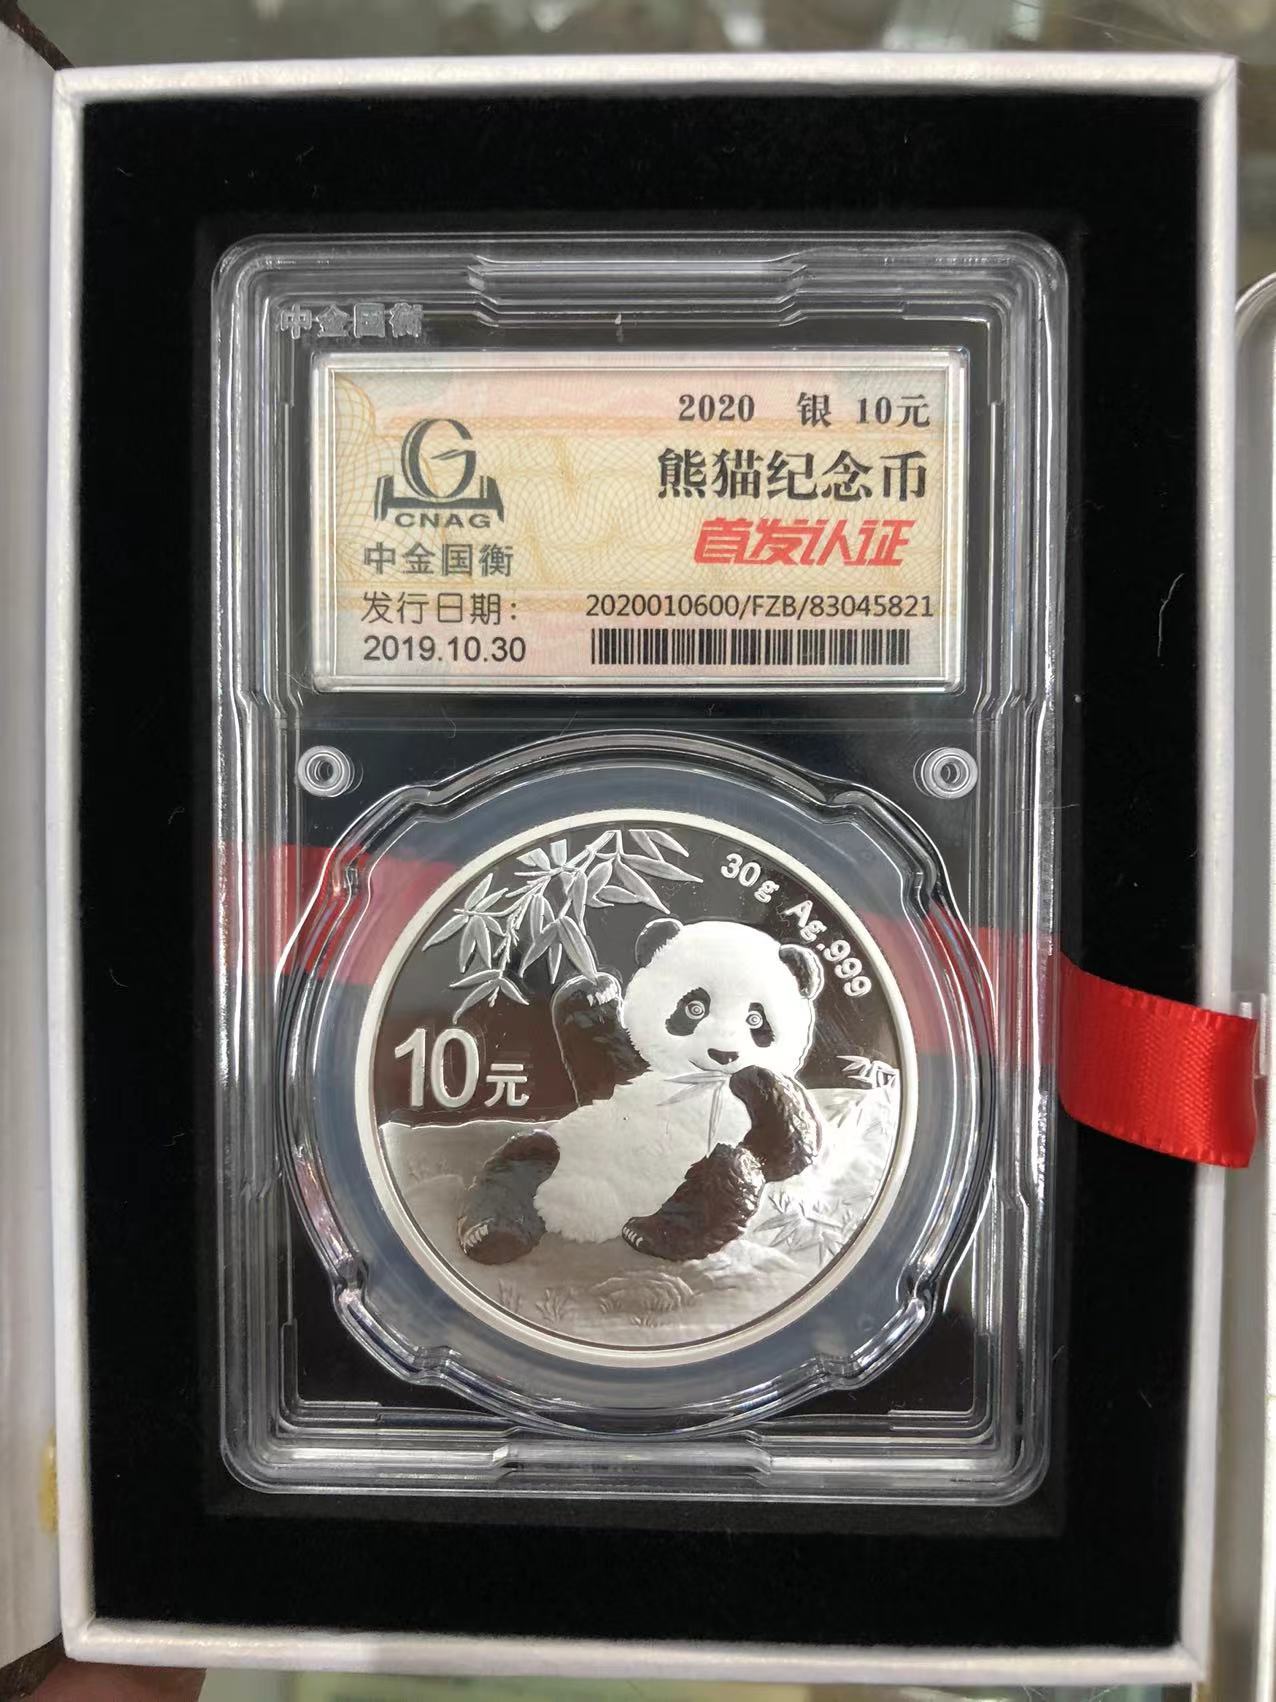 中金国衡
2020 银 10元
熊猫纪念币
首发认证
G
CNAG
中金国衡
发行日期:
2019.10.30
2020010600/FZB/83045821
30g Ag.999
10元